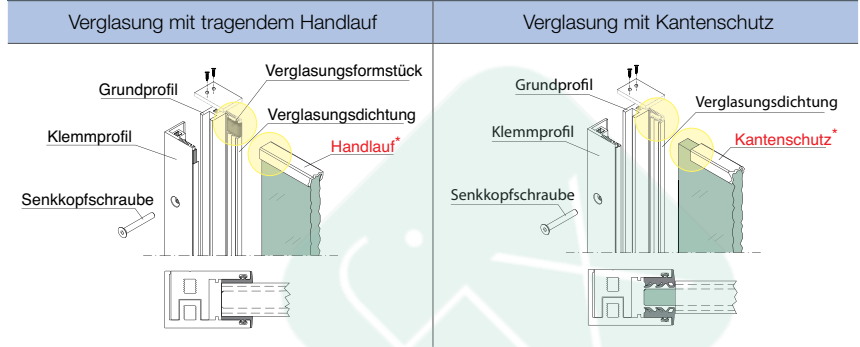 Verglasung mit tragendem Handlauf
Verglasungsformstück
Grundprofil
Verglasungsdichtung
Klemmprofil
Handlauf*
Senkkopfschraube
Verglasung mit Kantenschutz
Grundprofil
Verglasungsdichtung
Klemmprofil
Kantenschutz*
Senkkopfschraube